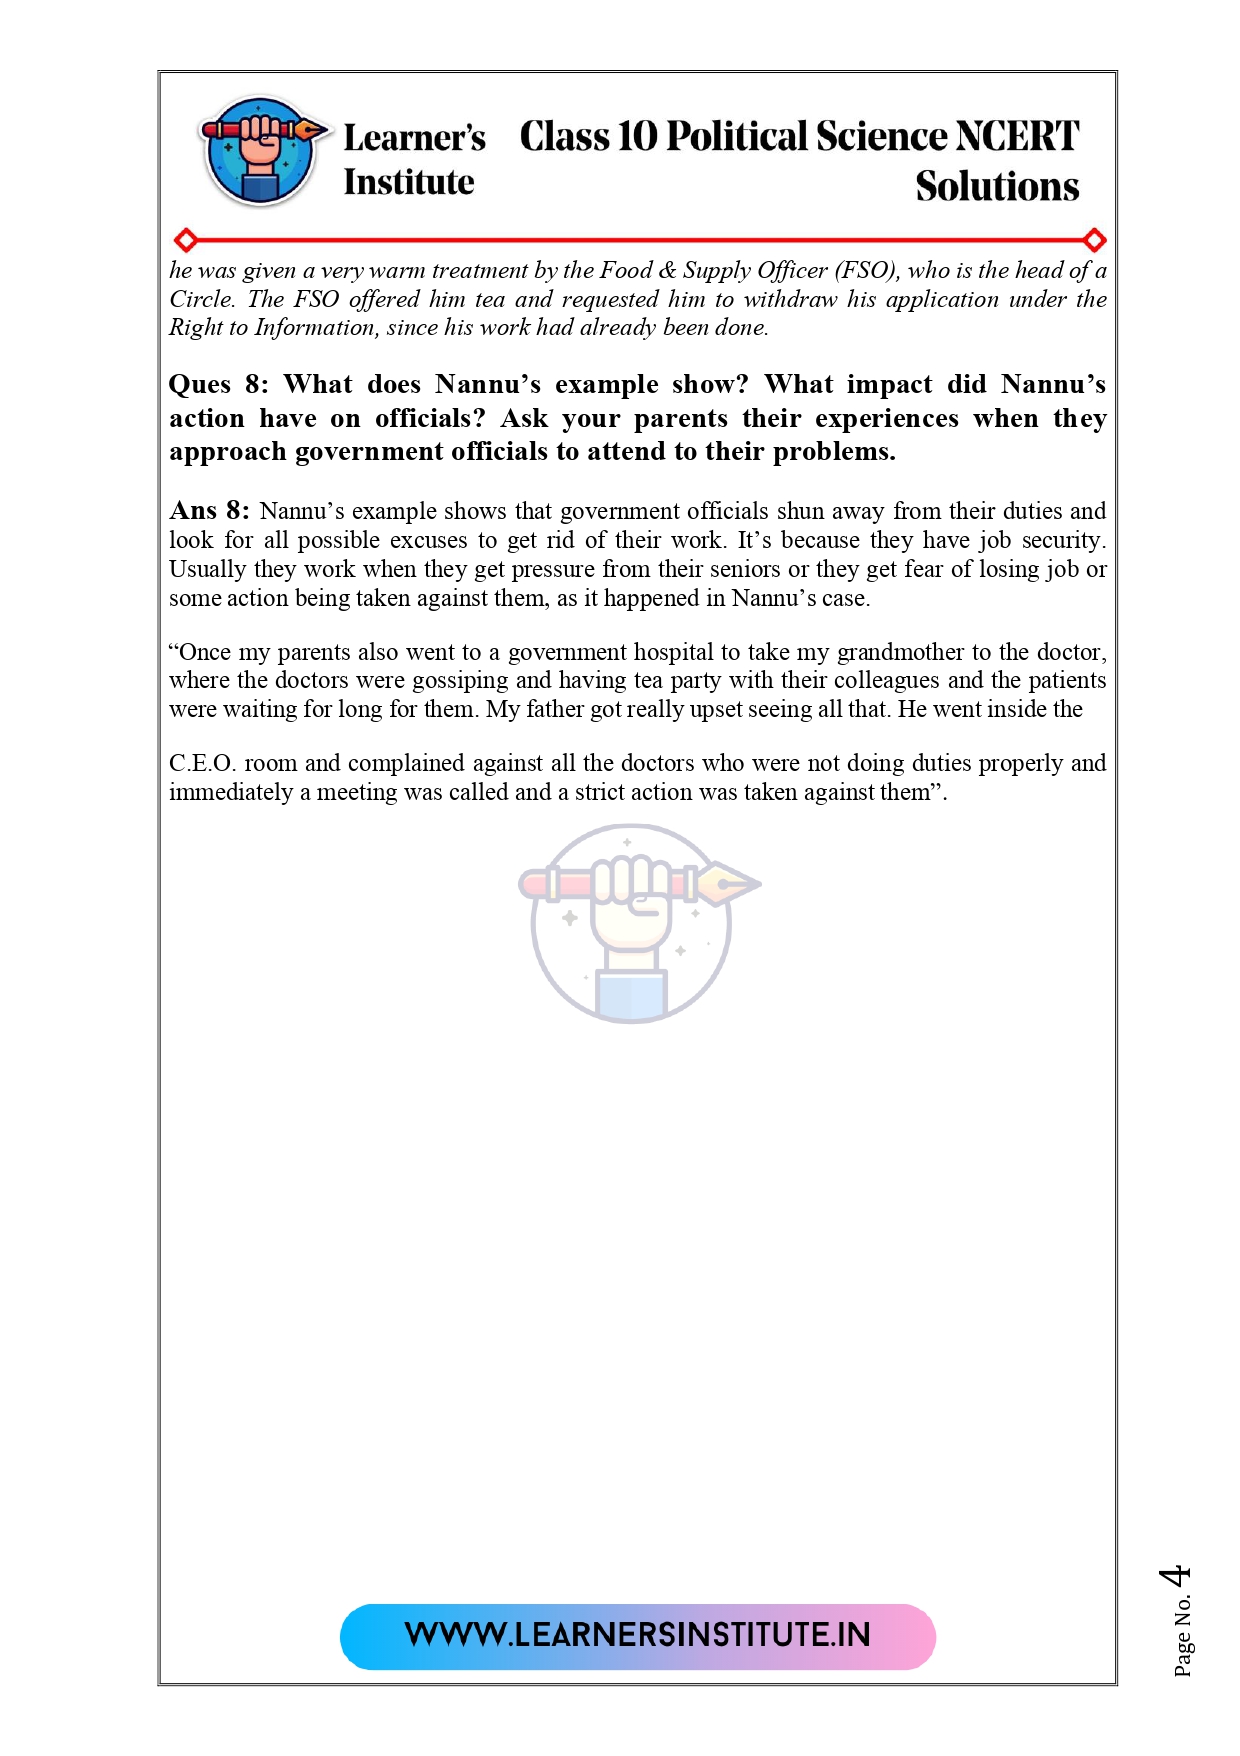 Learner's Class 10 Political Science NCERT
Institute Solutions
he was given a very warm treatment by the Food & Supply Officer (FSO), who is the head of a
Circle. The FSO offered him tea and requested him to withdraw his application under the
Right to Information, since his work had already been done.
Ques 8: What does Nannu’s example show? What impact did Nannu’s
action have on officials? Ask your parents their experiences when they
approach government officials to attend to their problems.
Ans 8: Nannu’s example shows that government officials shun away from their duties and
look for all possible excuses to get rid of their work. It’s because they have job security.
Usually they work when they get pressure from their seniors or they get fear of losing job or
some action being taken against them, as it happened in Nannu’s case.
“Once my parents also went to a government hospital to take my grandmother to the doctor,
where the doctors were gossiping and having tea party with their colleagues and the patients
were waiting for long for them. My father got really upset seeing all that. He went inside the
C.E.O. room and complained against all the doctors who were not doing duties properly and
immediately a meeting was called and a strict action was taken against them”.
WWW.LEARNERSINSTITUTE.IN
Page No. 4